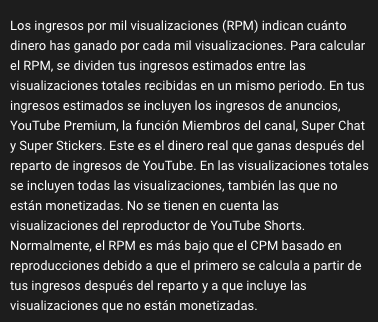 Los ingresos por mil visualizaciones (RPM) indican cuánto
dinero has ganado por cada mil visualizaciones. Para calcular
el RPM, se dividen tus ingresos estimados entre las
visualizaciones totales recibidas en un mismo periodo. En tus
ingresos estimados se incluyen los ingresos de anuncios,
YouTube Premium, la función Miembros del canal, Super Chat
y Super Stickers. Este es el dinero real que ganas después del
reparto de ingresos de YouTube. En las visualizaciones totales
se incluyen todas las visualizaciones, también las que no
están monetizadas. No se tienen en cuenta las
visualizaciones del reproductor de YouTube Shorts.
Normalmente, el RPM es más bajo que el CPM basado en
reproducciones debido a que el primero se calcula a partir de
tus ingresos después del reparto y a que incluye las
visualizaciones que no están monetizadas.